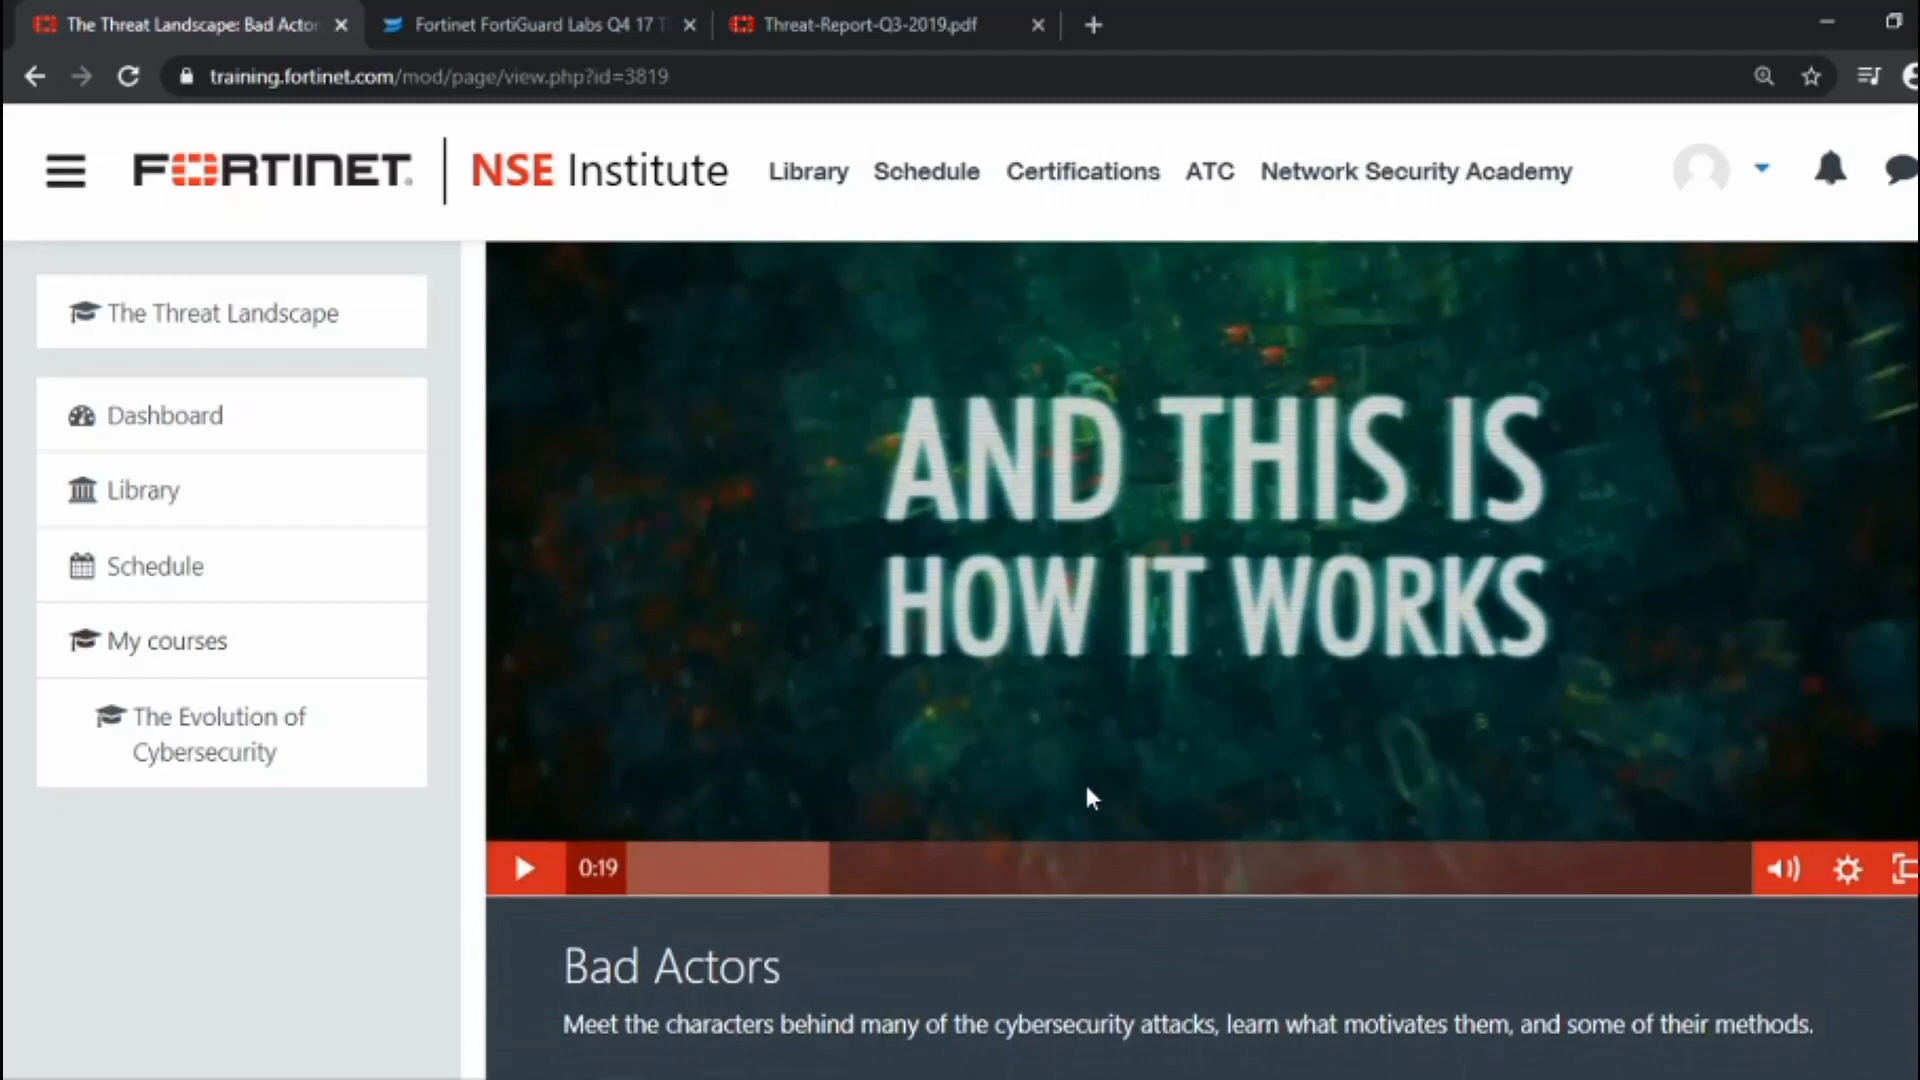 The Threat Landscape: Bad Actor
Fortinet FortiGuard Labs Q4 17 T
Threat-Report-Q3-2019.pdf
training.fortinet.com/mod/page/view.php?id=3819
FORTINET
NSE Institute
Library
Schedule
Certifications
ATC
Network Security Academy
The Threat Landscape
Dashboard
Library
Schedule
My courses
The Evolution of
Cybersecurity
AND THIS IS
HOW IT WORKS
0:19
Bad Actors
Meet the characters behind many of the cybersecurity attacks, learn what motivates them, and some of their methods.